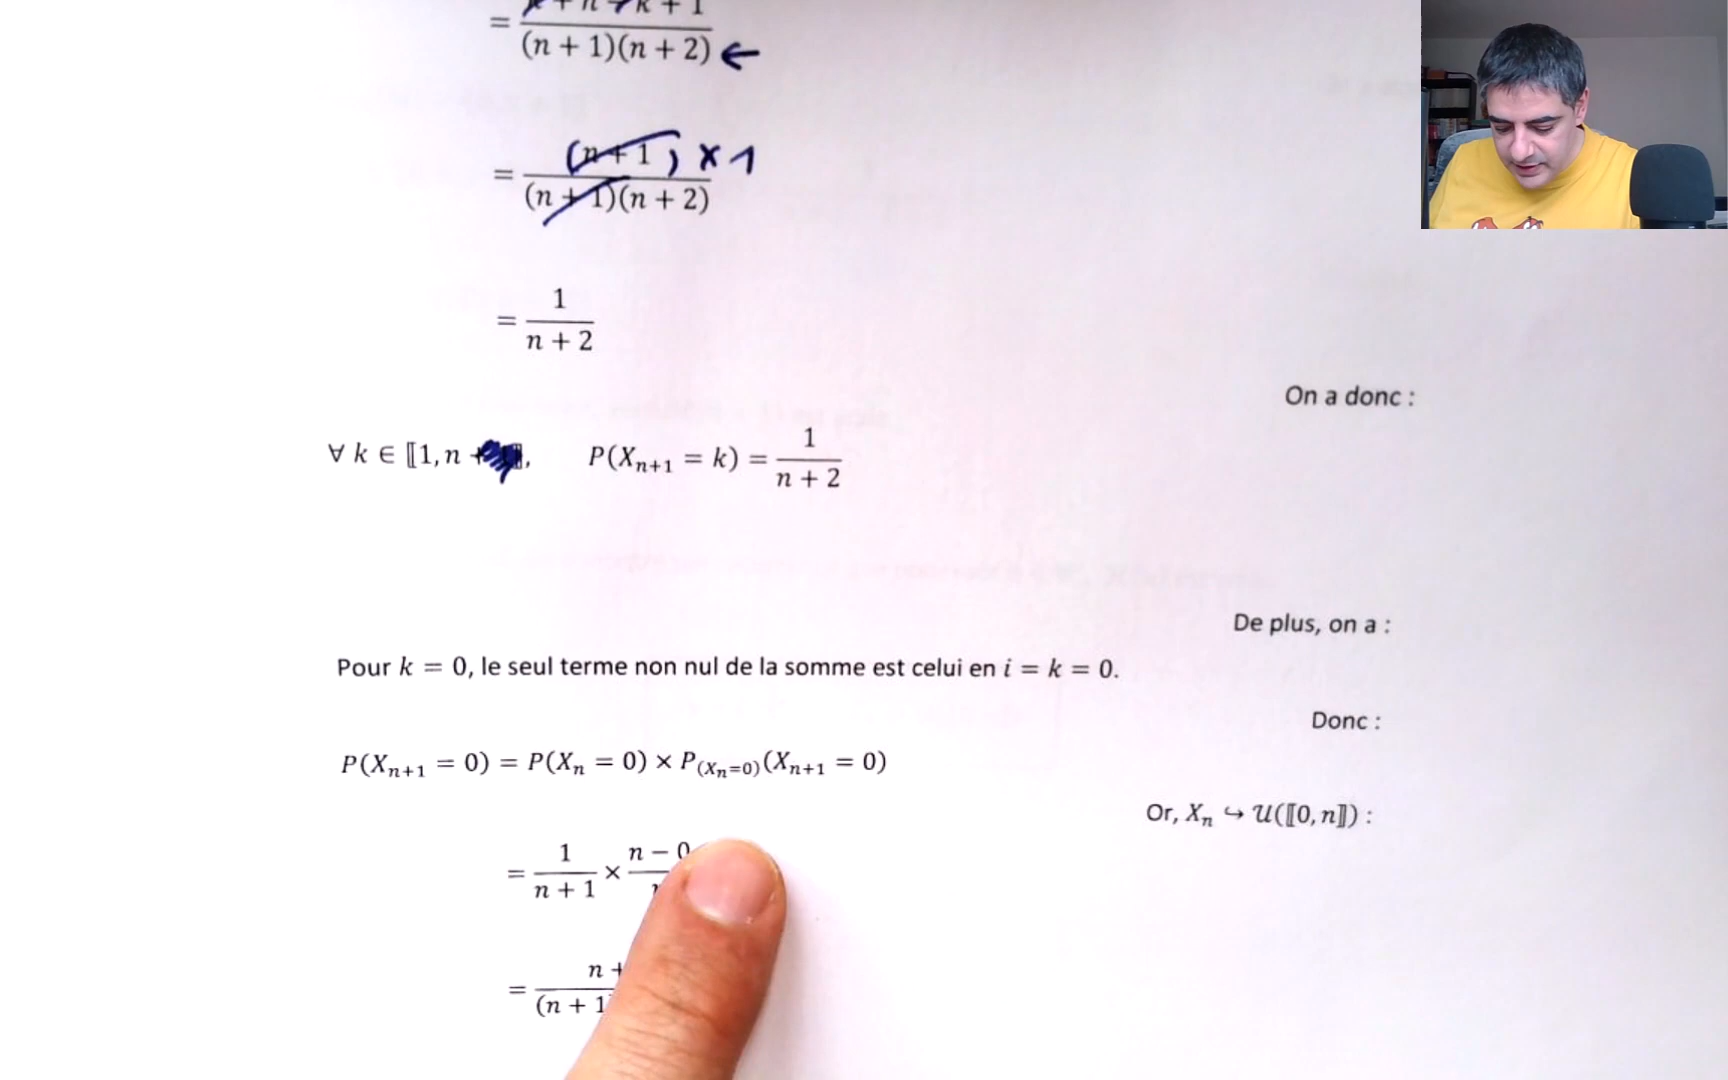 = k + n - k + 1 / (n + 1)(n + 2) ←
= (n + 1) × 1 / (n + 1)(n + 2)
= 1 / n + 2
On a donc :
∀ k ∈ ⟦1, n, P(Xₙ₊₁ = k) = 1 / n + 2
De plus, on a :
Pour k = 0, le seul terme non nul de la somme est celui en i = k = 0.
Donc :
P(Xₙ₊₁ = 0) = P(Xₙ = 0) × P₍Xₙ₌₀₎(Xₙ₊₁ = 0)
Or, Xₙ ↪ 𝒰(⟦0, n⟧) :
= 1 / n + 1 × n − 0
= n + / (n + 1